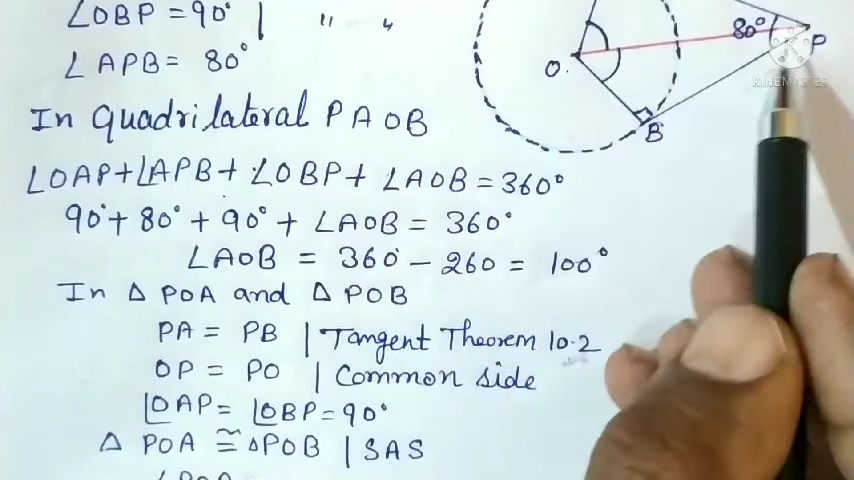 ∠OBP = 90° | " "
∠APB = 80°
80°
P
O.
B
KINEMASTER
In Quadrilateral PAOB
∠OAP + ∠APB + ∠OBP + ∠AOB = 360°
90° + 80° + 90° + ∠AOB = 360°
∠AOB = 360 - 260 = 100°
In Δ POA and Δ POB
PA = PB | Tangent Theorem 10.2
OP = PO | Common side
∠OAP = ∠OBP = 90°
Δ POA ≅ ΔPOB | SAS